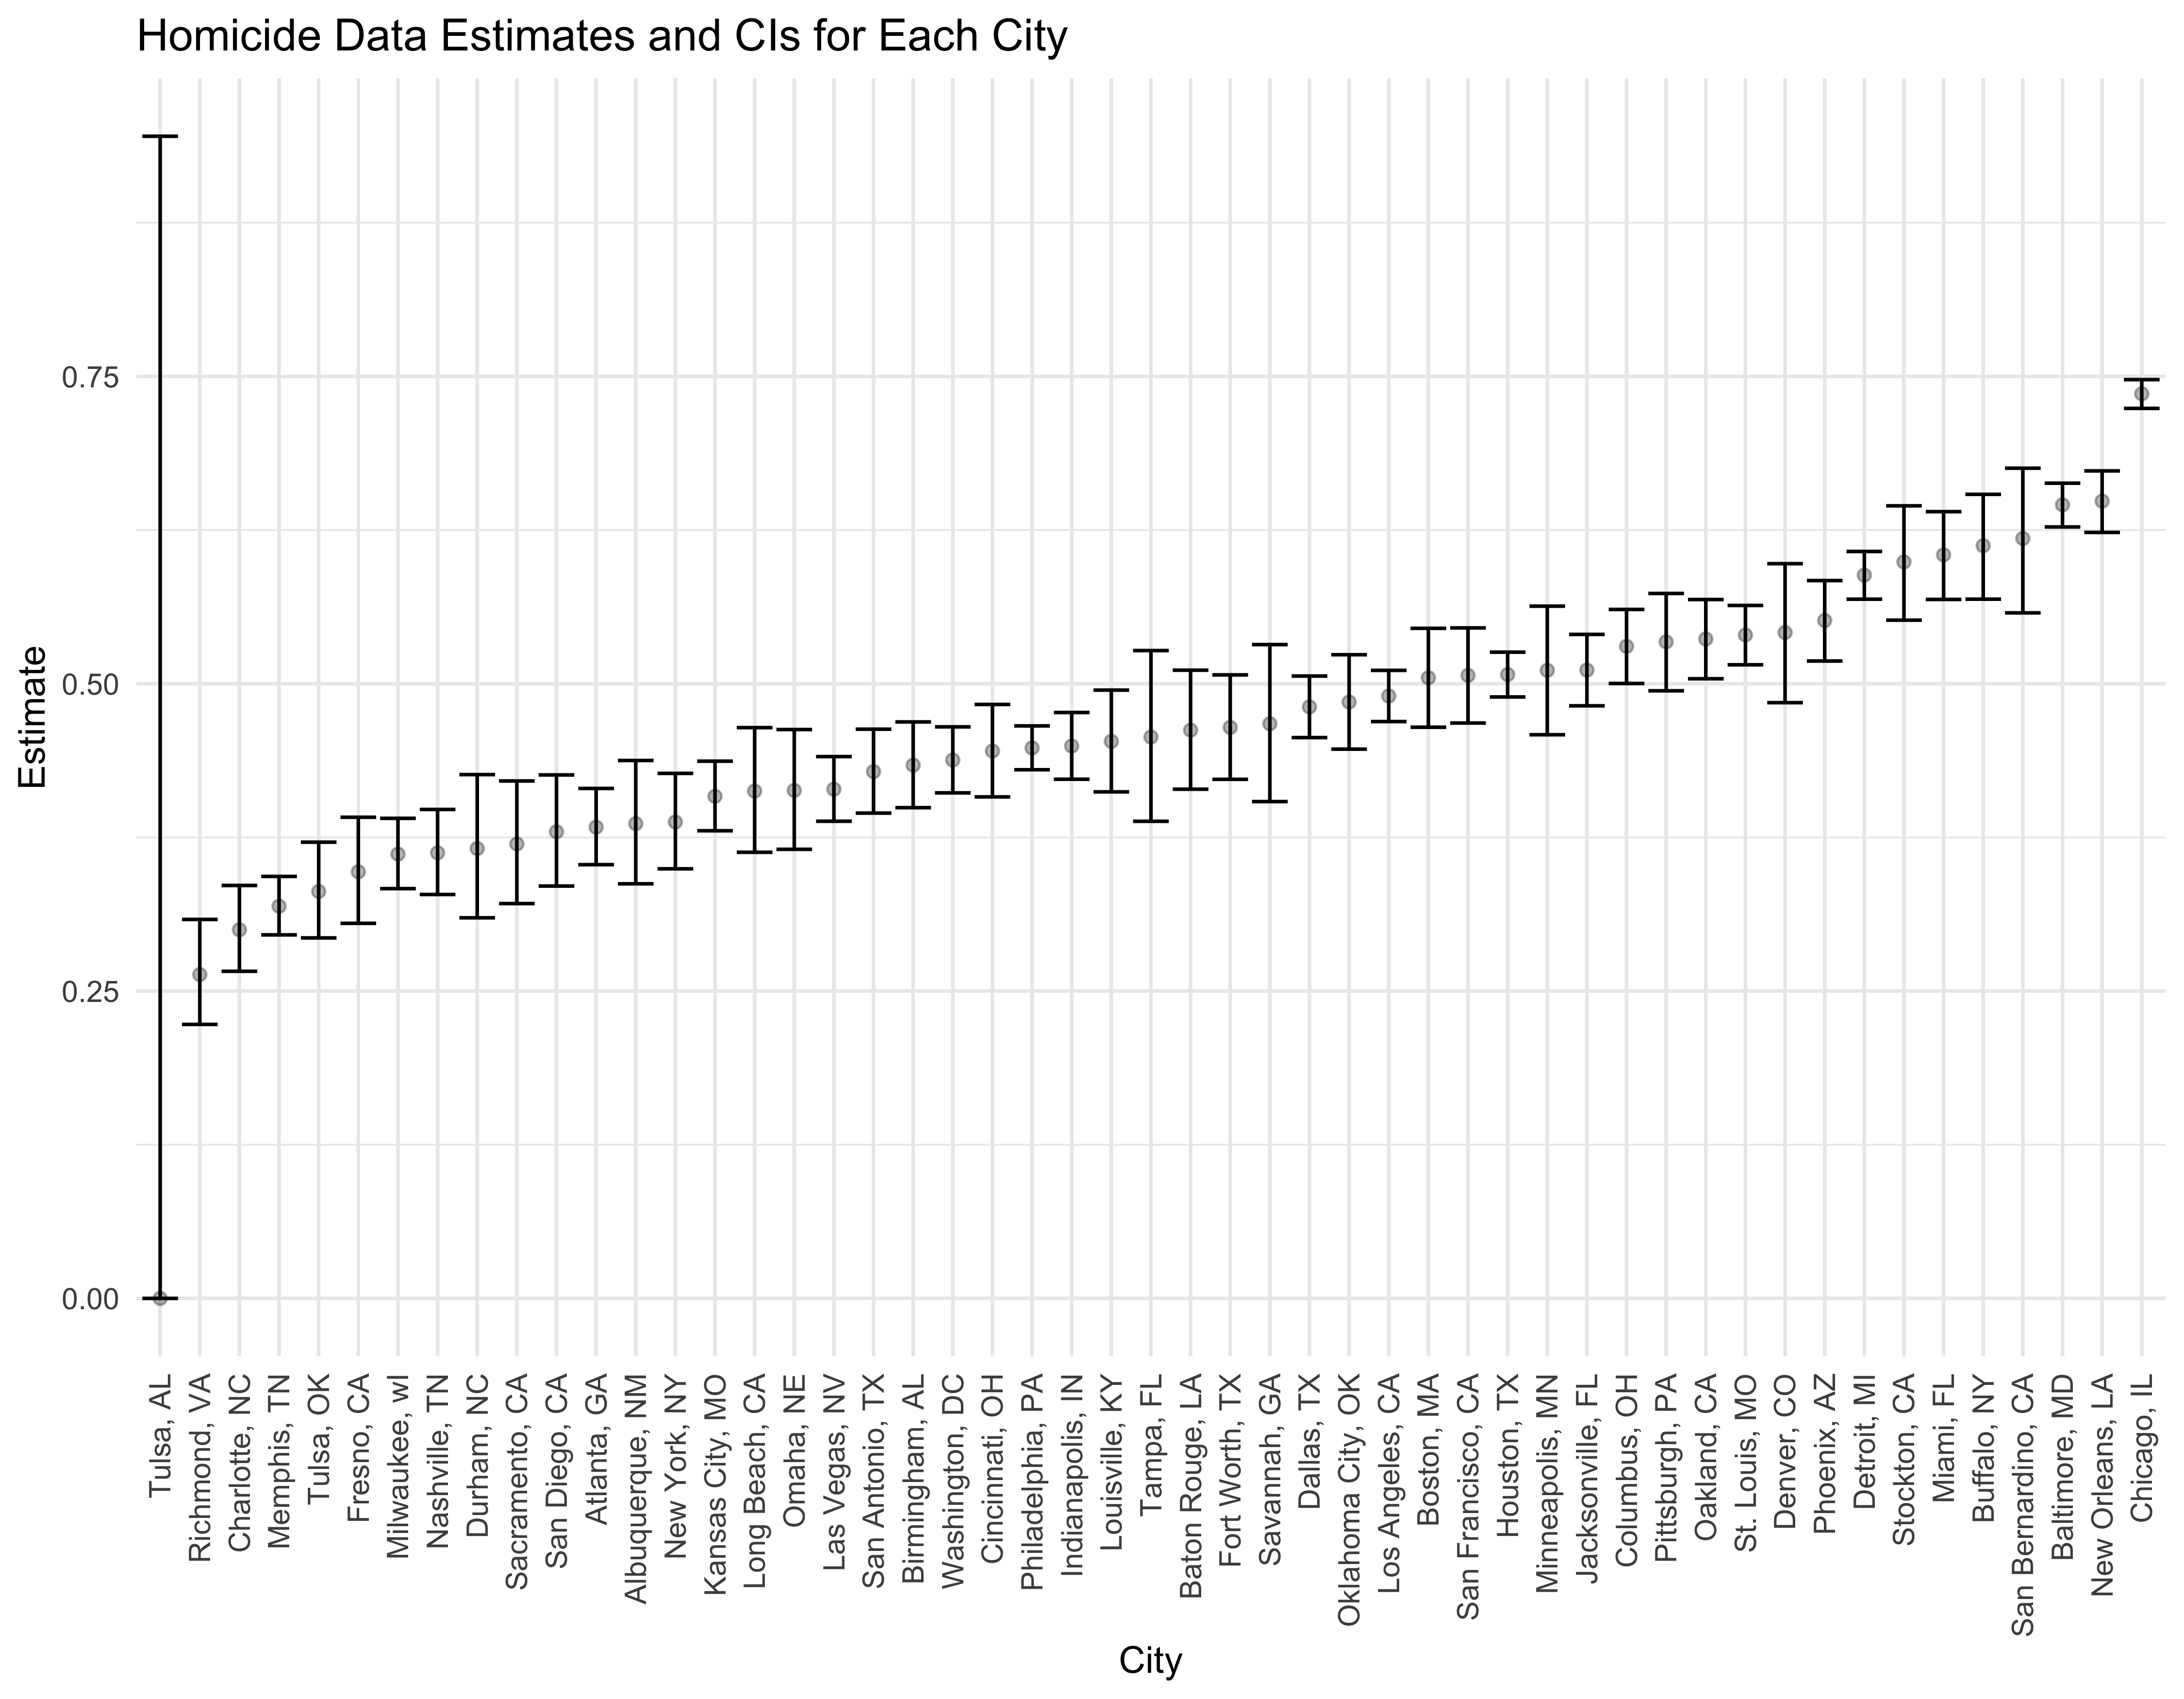 Homicide Data Estimates and CIs for Each City
Estimate
0.75
0.50
0.25
0.00
Tulsa, AL
Richmond, VA
Charlotte, NC
Memphis, TN
Tulsa, OK
Fresno, CA
Milwaukee, wI
Nashville, TN
Durham, NC
Sacramento, CA
San Diego, CA
Atlanta, GA
Albuquerque, NM
New York, NY
Kansas City, MO
Long Beach, CA
Omaha, NE
Las Vegas, NV
San Antonio, TX
Birmingham, AL
Washington, DC
Cincinnati, OH
Philadelphia, PA
Indianapolis, IN
Louisville, KY
Tampa, FL
Baton Rouge, LA
Fort Worth, TX
Savannah, GA
Dallas, TX
Oklahoma City, OK
Los Angeles, CA
Boston, MA
San Francisco, CA
Houston, TX
Minneapolis, MN
Jacksonville, FL
Columbus, OH
Pittsburgh, PA
Oakland, CA
St. Louis, MO
Denver, CO
Phoenix, AZ
Detroit, MI
Stockton, CA
Miami, FL
Buffalo, NY
San Bernardino, CA
Baltimore, MD
New Orleans, LA
Chicago, IL
City